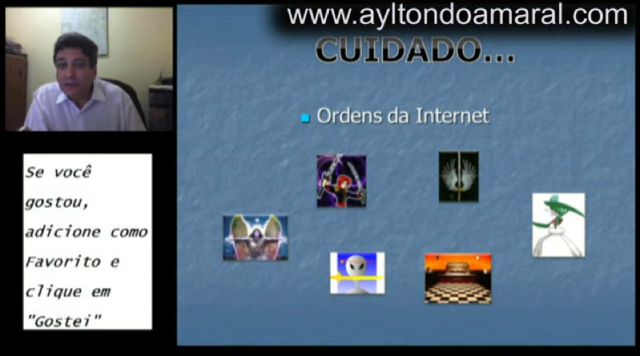 www.ayltondoamaral.com
CUIDADO...
Ordens da Internet
Se você
gostou,
adicione como
Favorito e
clique em
"Gostei"